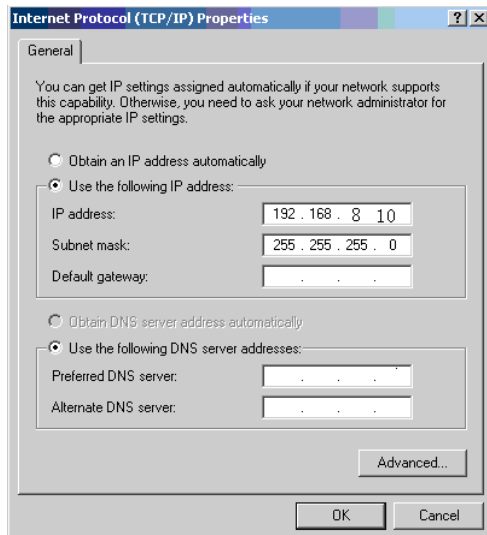 Internet Protocol (TCP/IP) Properties
General
You can get IP settings assigned automatically if your network supports
this capability. Otherwise, you need to ask your network administrator for
the appropriate IP settings.
Obtain an IP address automatically
Use the following IP address:
IP address: 192 . 168 . 8 10
Subnet mask: 255 . 255 . 255 . 0
Default gateway: . . .
Obtain DNS server address automatically
Use the following DNS server addresses:
Preferred DNS server: . . .
Alternate DNS server: . . .
Advanced...
OK Cancel